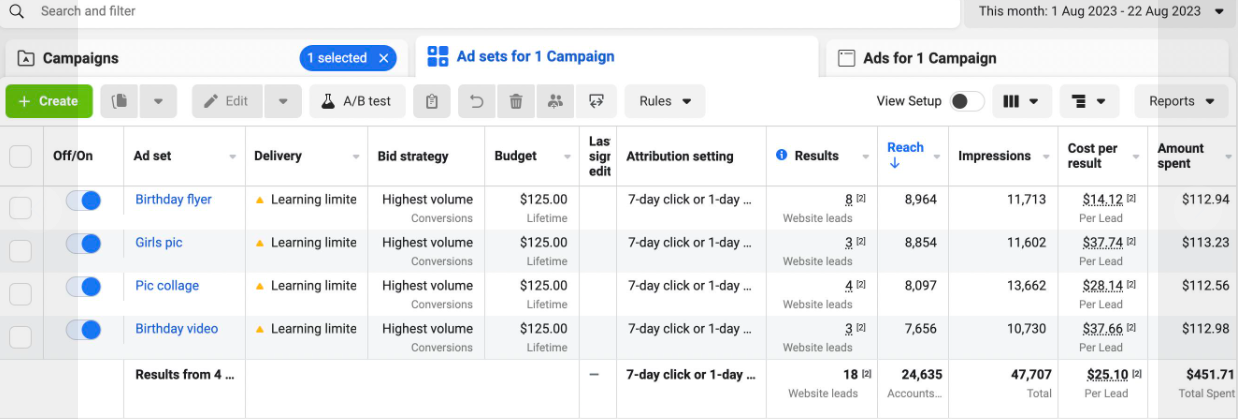 Search and filter
This month: 1 Aug 2023 - 22 Aug 2023
Campaigns
1 selected ×
Ad sets for 1 Campaign
Ads for 1 Campaign
+ Create
Edit
A/B test
Rules
View Setup
Reports
Off/On
Ad set
Delivery
Bid strategy
Budget
Las
sigr
edit
Attribution setting
Results
Reach ↓
Impressions
Cost per
result
Amount
spent
Birthday flyer Learning limite Highest volume $125.00 7-day click or 1-day ... 8 [2] 8,964 11,713 $14.12 [2] $112.94
Conversions Lifetime Website leads Per Lead
Girls pic Learning limite Highest volume $125.00 7-day click or 1-day ... 3 [2] 8,854 11,602 $37.74 [2] $113.23
Conversions Lifetime Website leads Per Lead
Pic collage Learning limite Highest volume $125.00 7-day click or 1-day ... 4 [2] 8,097 13,662 $28.14 [2] $112.56
Conversions Lifetime Website leads Per Lead
Birthday video Learning limite Highest volume $125.00 7-day click or 1-day ... 3 [2] 7,656 10,730 $37.66 [2] $112.98
Conversions Lifetime Website leads Per Lead
Results from 4 ... — 7-day click or 1-day ... 18 [2] 24,635 47,707 $25.10 [2] $451.71
Website leads Accounts... Total Per Lead Total Spent